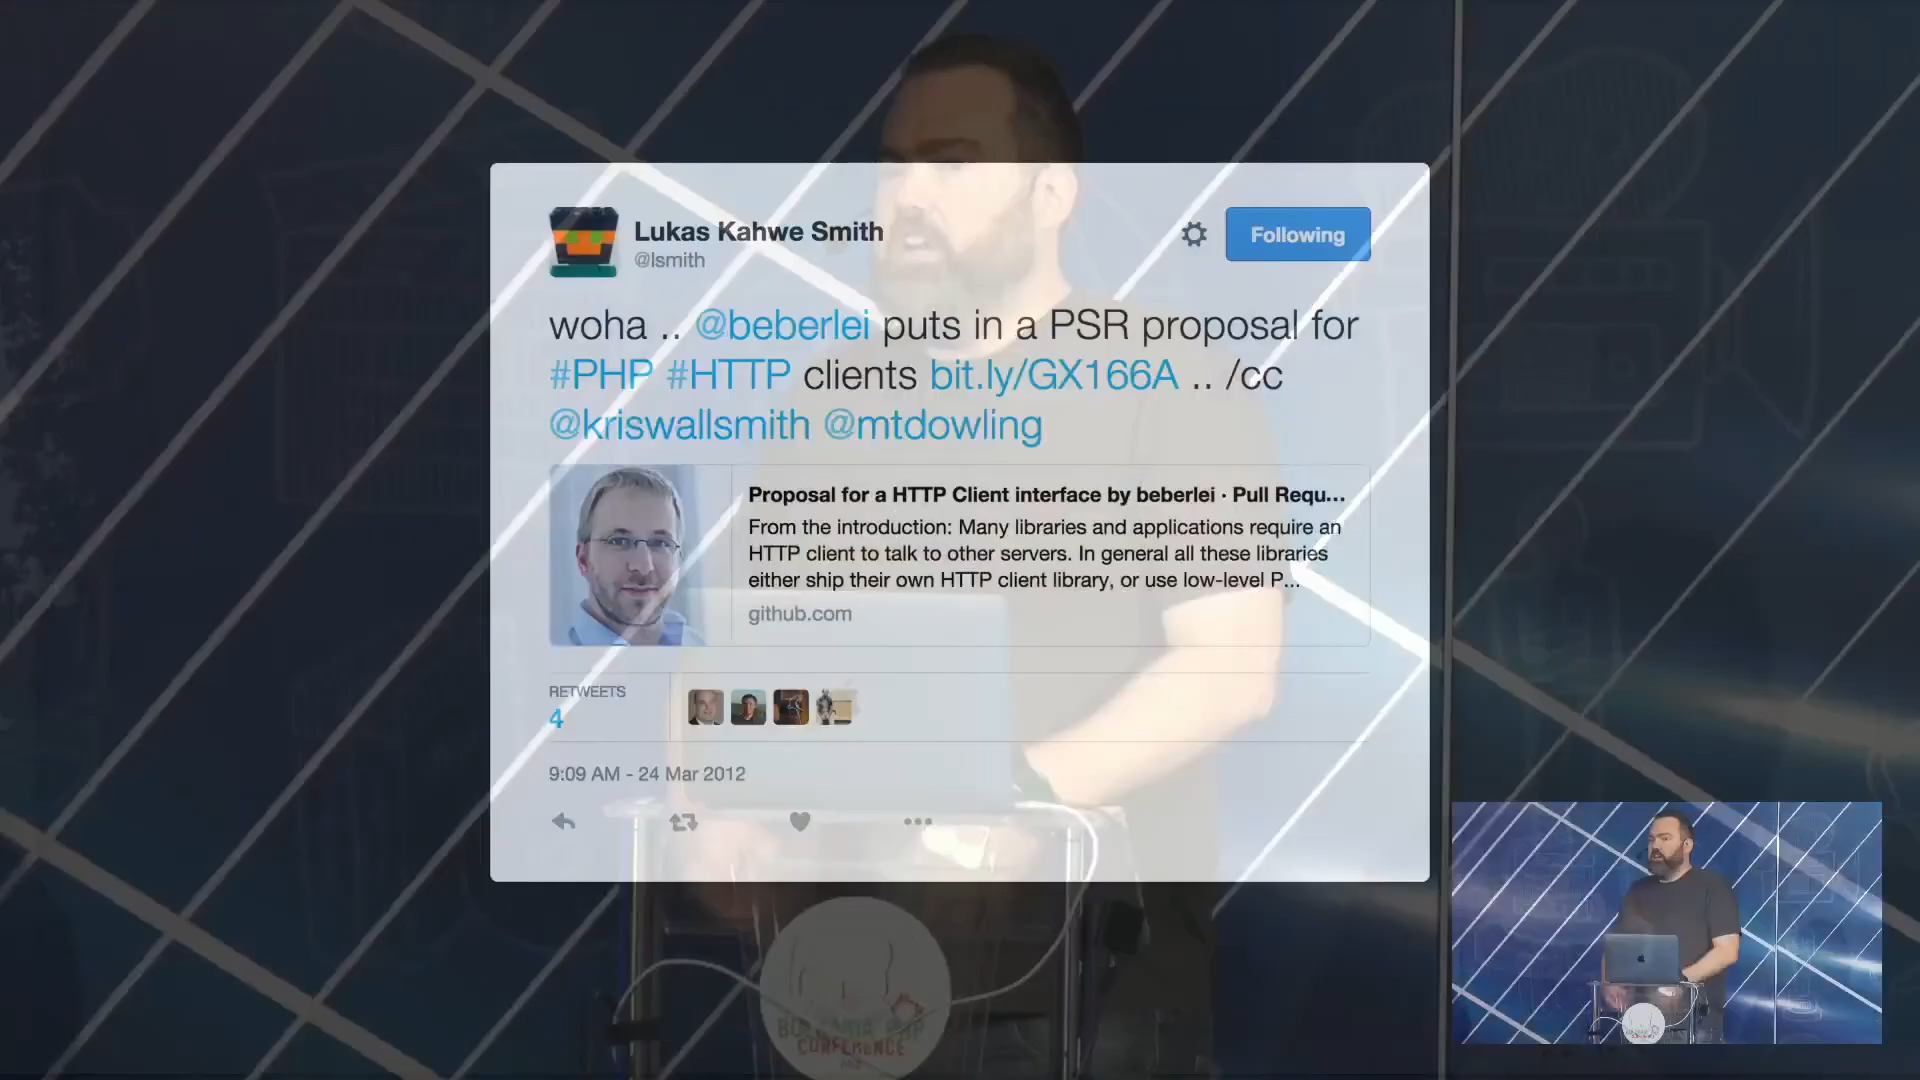 Lukas Kahwe Smith
@lsmith
Following
woha .. @beberlei puts in a PSR proposal for
#PHP #HTTP clients bit.ly/GX166A .. /cc
@kriswallsmith @mtdowling
Proposal for a HTTP Client interface by beberlei · Pull Requ...
From the introduction: Many libraries and applications require an
HTTP client to talk to other servers. In general all these libraries
either ship their own HTTP client library, or use low-level P...
github.com
RETWEETS
4
9:09 AM - 24 Mar 2012
BULGARIA PHP
CONFERENCE